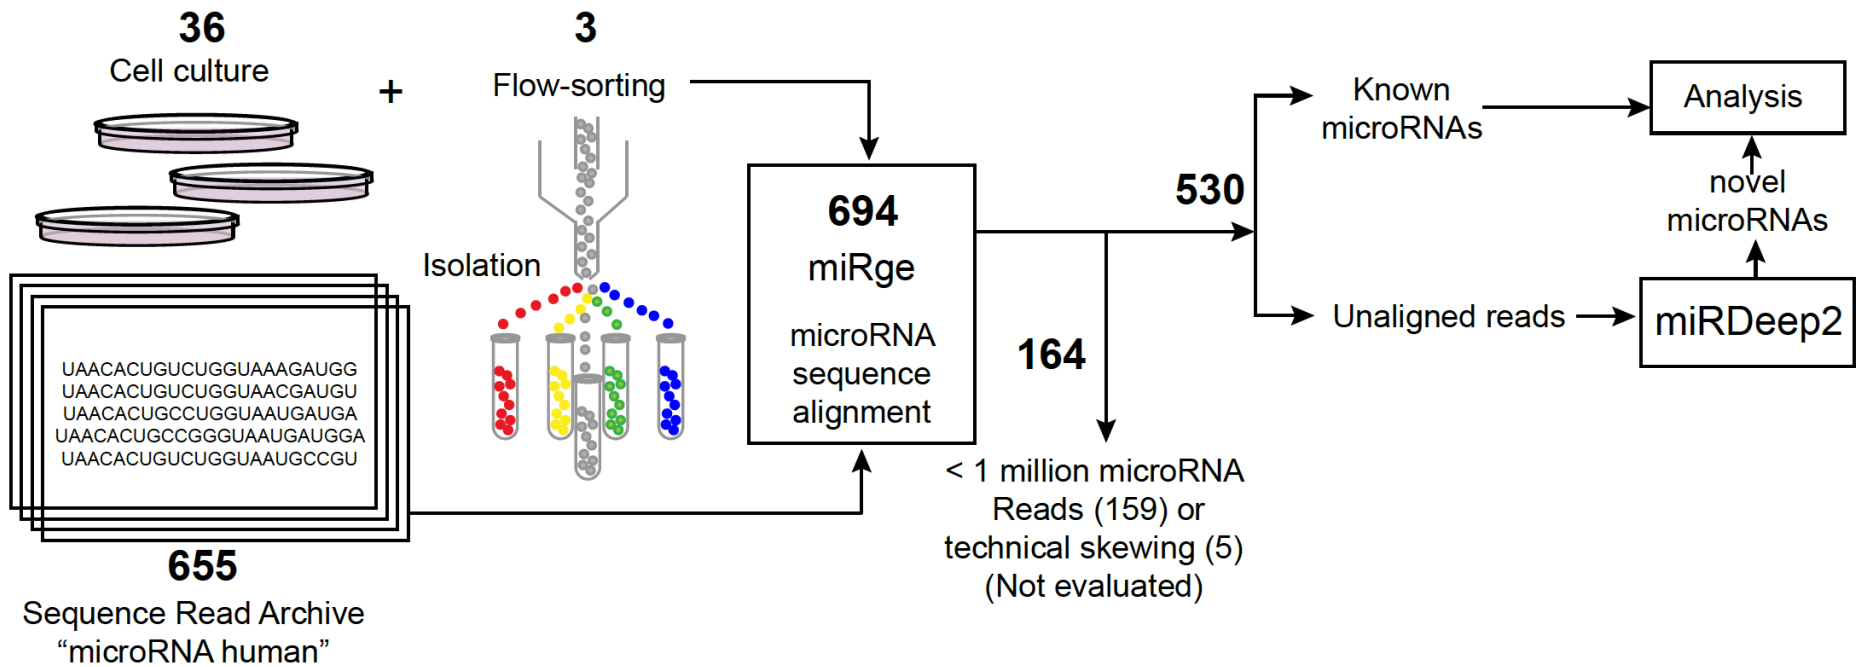 36
Cell culture
+
3
Flow-sorting
Isolation
UAACACUGUCUGGUAAAGAUGG
UAACACUGUCUGGUAACGAUGU
UAACACUGCCUGGUAAUGAUGA
UAACACUGCCGGGUAAUGAUGGA
UAACACUGUCUGGUAAUGCCGU
655
Sequence Read Archive
“microRNA human”
694
miRge
microRNA
sequence
alignment
164
< 1 million microRNA
Reads (159) or
technical skewing (5)
(Not evaluated)
530
Known
microRNAs
Analysis
novel
microRNAs
Unaligned reads
miRDeep2